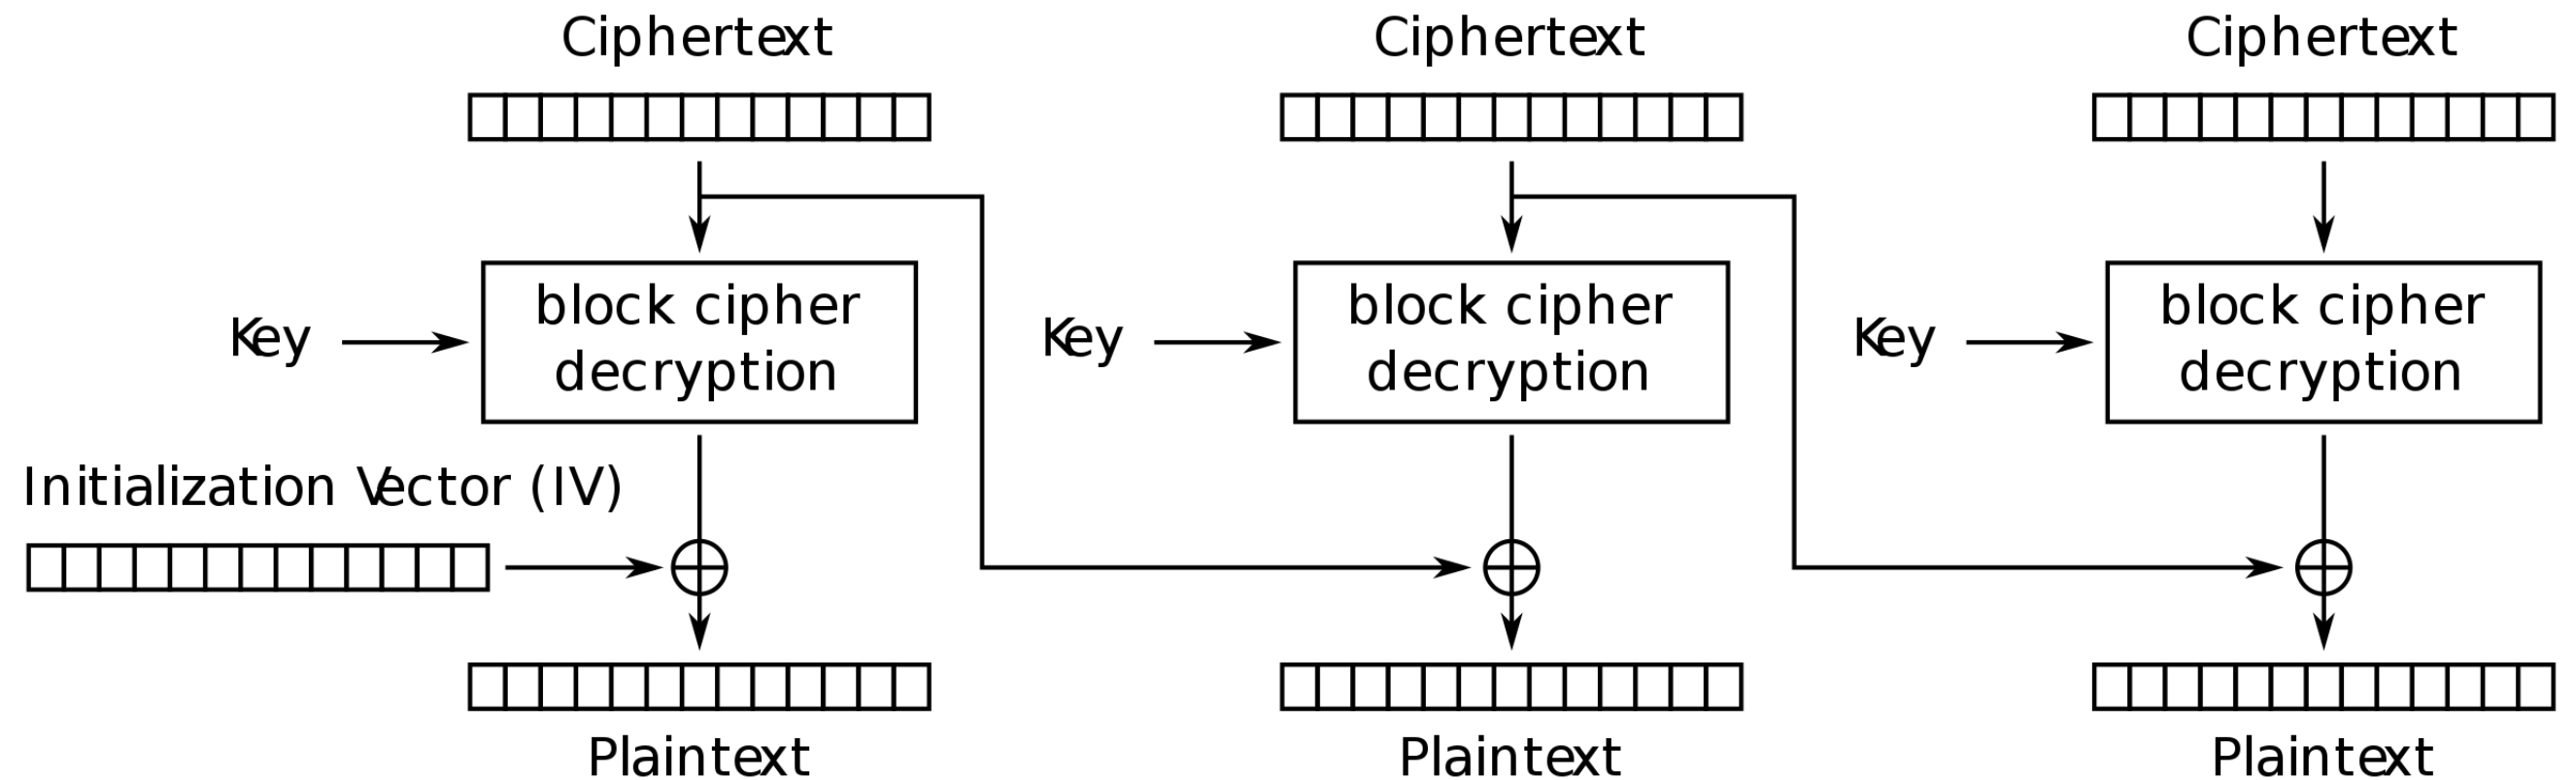 Ciphertext
Ciphertext
Ciphertext
block cipher
decryption
block cipher
decryption
block cipher
decryption
Key
Key
Key
Initialization Vector (IV)
Plaintext
Plaintext
Plaintext